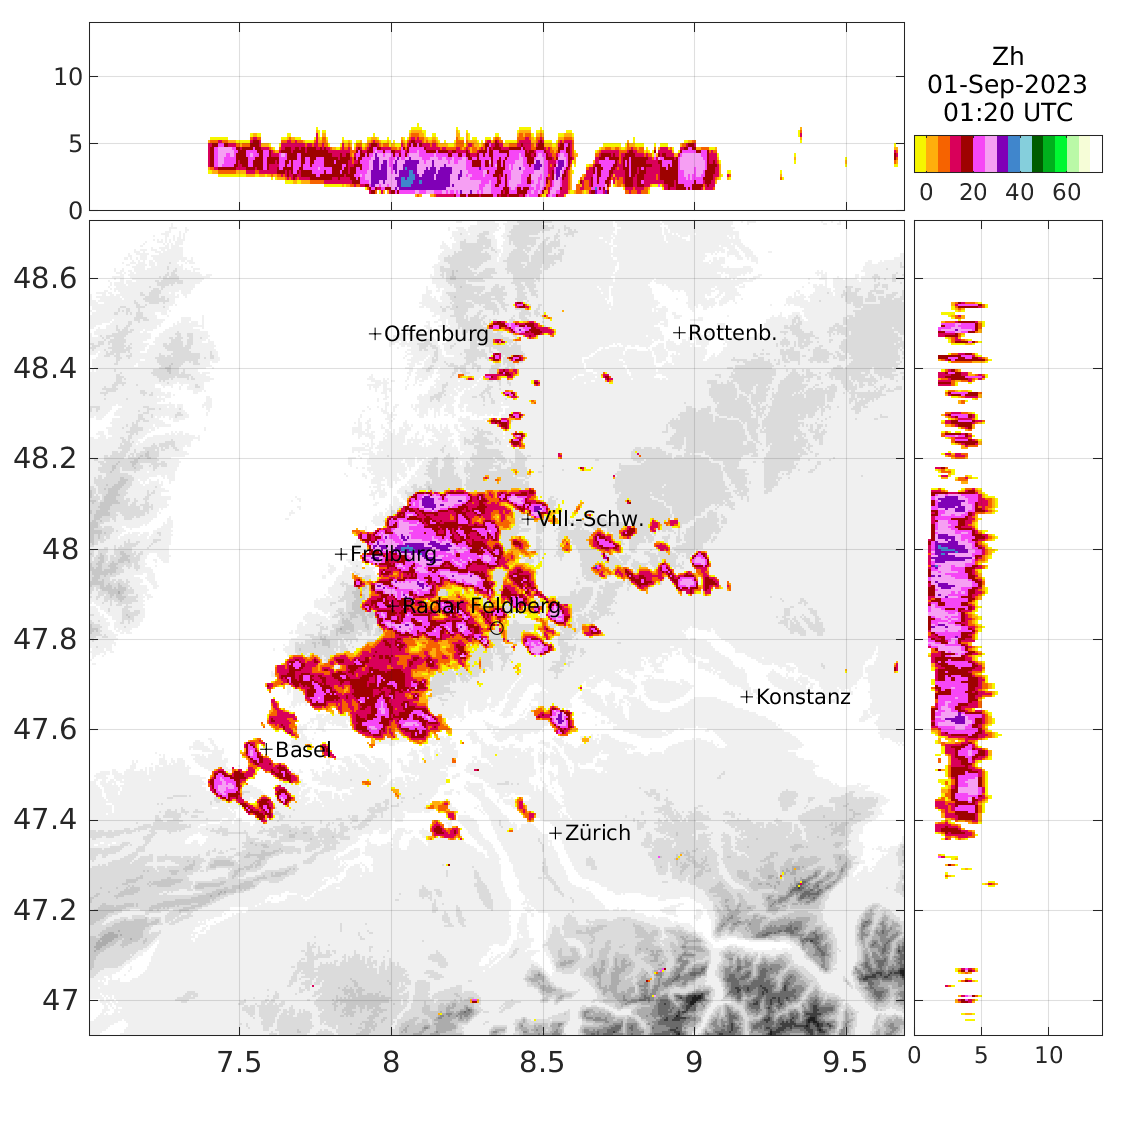 10
5
0
Zh
01-Sep-2023
01:20 UTC
0 20 40 60
48.6
48.4
48.2
48
47.8
47.6
47.4
47.2
47
+Offenburg
+Rottenb.
+Vill.-Schw.
+Freiburg
+Radar Feldberg
+Konstanz
+Basel
+Zürich
7.5 8 8.5 9 9.5
0 5 10